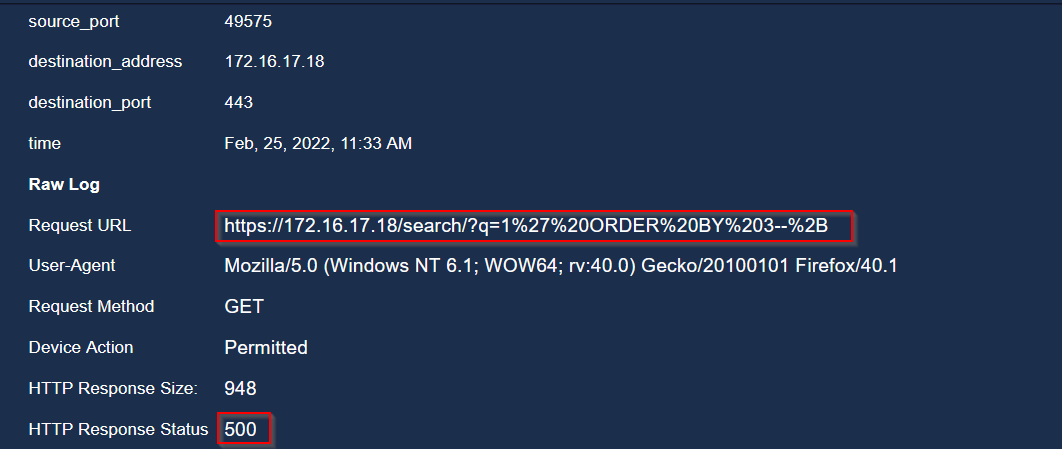 source_port 49575
destination_address 172.16.17.18
destination_port 443
time Feb, 25, 2022, 11:33 AM
Raw Log
Request URL https://172.16.17.18/search/?q=1%27%20ORDER%20BY%203--%2B
User-Agent Mozilla/5.0 (Windows NT 6.1; WOW64; rv:40.0) Gecko/20100101 Firefox/40.1
Request Method GET
Device Action Permitted
HTTP Response Size: 948
HTTP Response Status 500